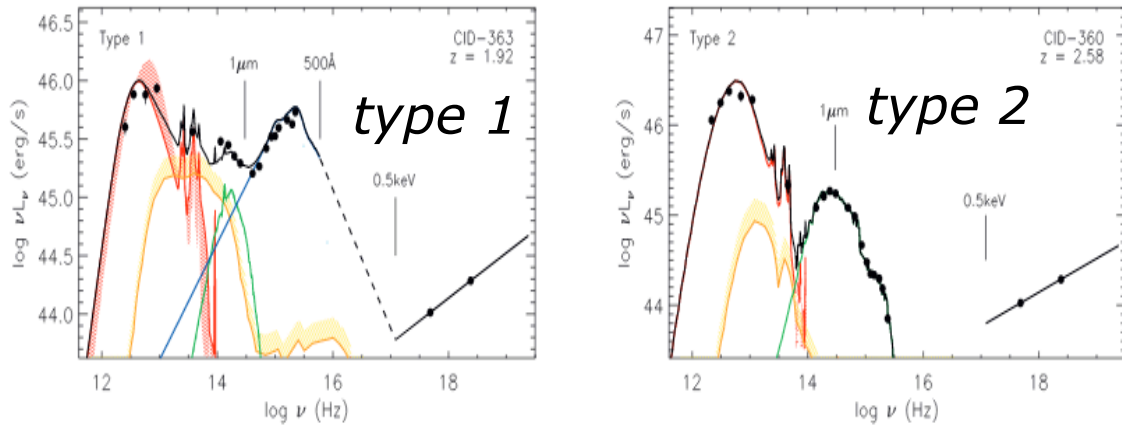 Type 1
CID-363
z = 1.92
1μm
500Å
type 1
0.5keV
46.5
46.0
45.5
45.0
44.5
44.0
log νLν (erg/s)
12
14
16
18
log ν (Hz)
Type 2
CID-360
z = 2.58
1μm
type 2
0.5keV
47
46
45
44
log νLν (erg/s)
12
14
16
18
log ν (Hz)